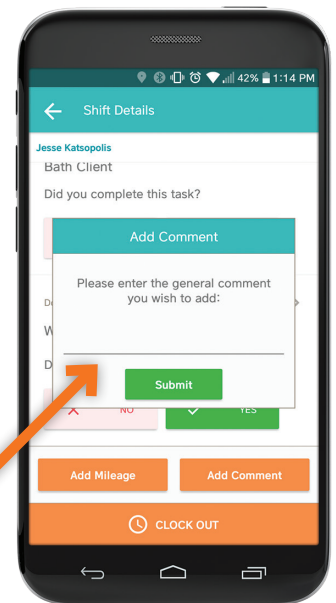 42% 1:14 PM
Shift Details
Jesse Katsopolis
Bath Client
Did you complete this task?
Add Comment
Please enter the general comment
you wish to add:
Submit
NO YES
Add Mileage Add Comment
CLOCK OUT